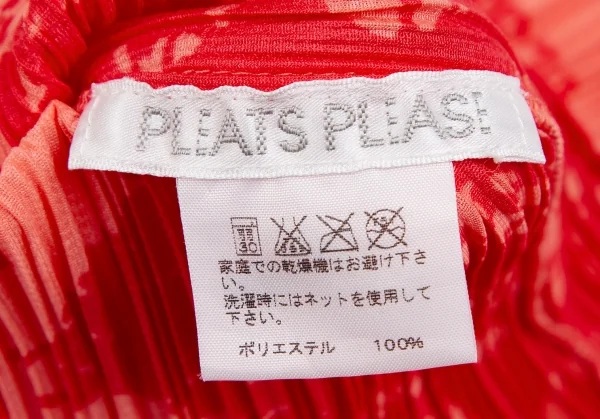 PLEATS PLEASE
30
家庭での乾燥機はお避け下さ
い。
洗濯時にはネットを使用して
下さい。
ポリエステル 100%